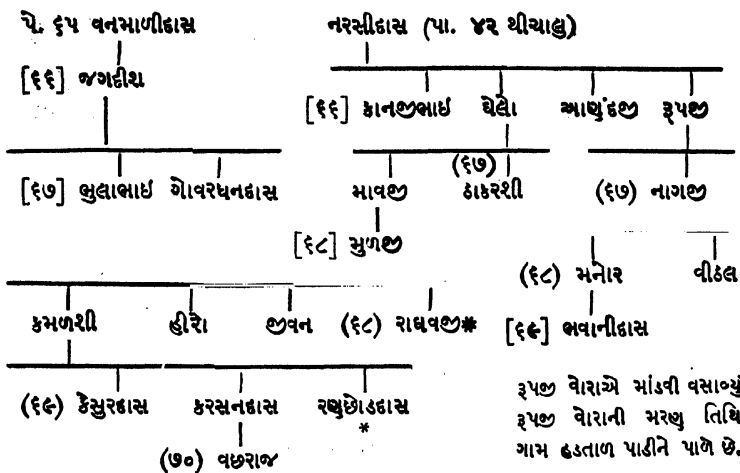 પે. ૬૫ વનમાળીદાસ
નરસીદાસ (પા. ૪૨ થીચાલુ)
[૬૬] જગદીશ
[૬૬] કાનજીભાઈ ઘેલો આણંદજી રૂપજી
[૬૭] ભુલાભાઈ ગોવરધનદાસ
માવજી (૬૭) ઠાકરશી (૬૭) નાગજી
[૬૮] મુળજી
(૬૮) મનોર વીઠલ
કમળશી હીરો જીવન (૬૮) રાઘવજી*
[૬૯] ભવાનીદાસ
(૬૯) કેસુરદાસ કરસનદાસ રણછોડદાસ
*
(૭૦) વછરાજ
રૂપજી વોરાએ માંડવી વસાવ્યું
રૂપજી વોરાની મરણ તિથિ
ગામ હડતાળ પાડીને પાળે છે.